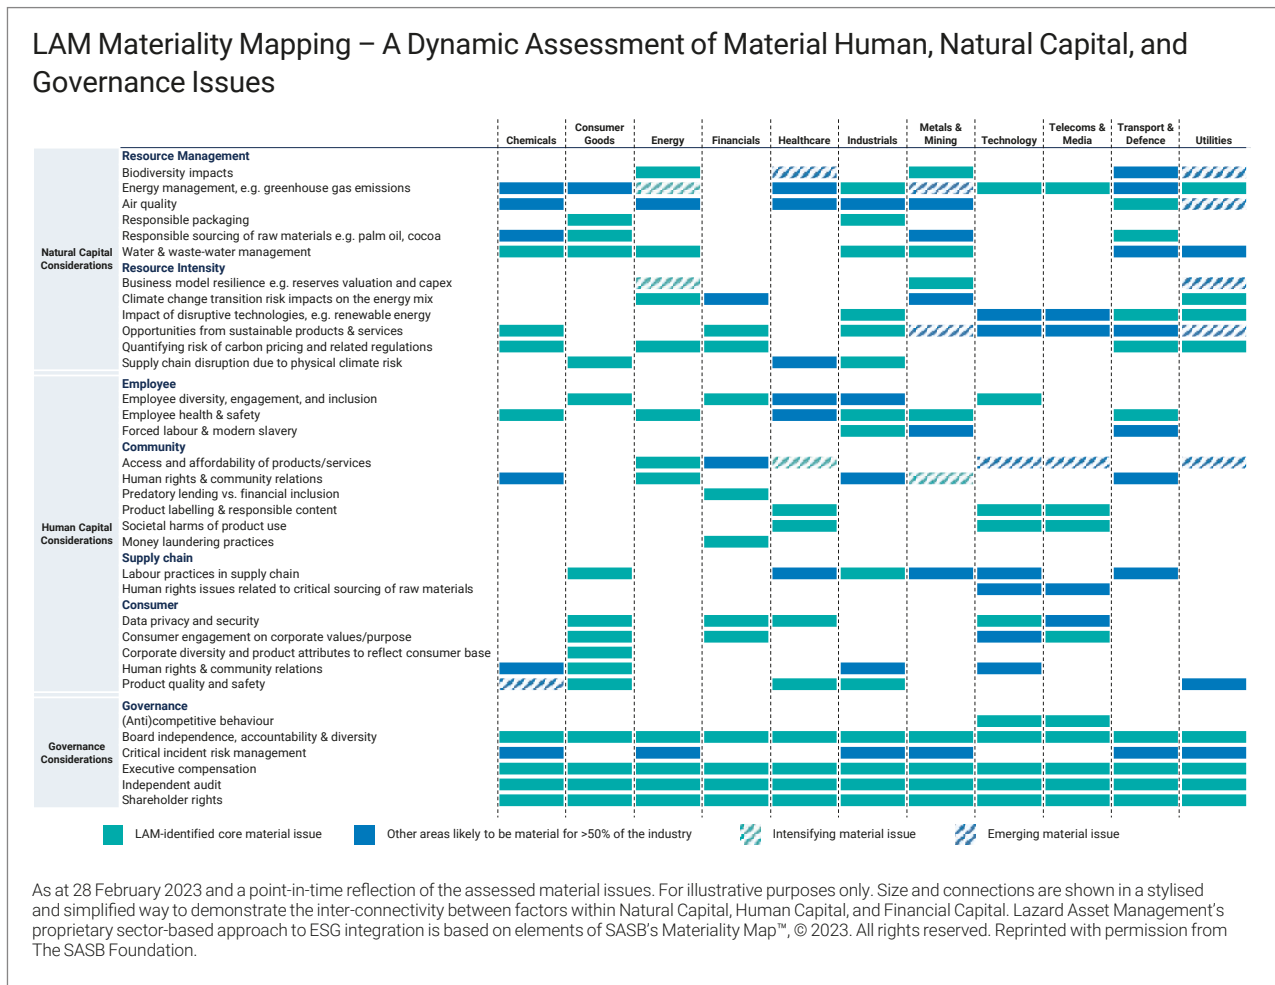 LAM Materiality Mapping – A Dynamic Assessment of Material Human, Natural Capital, and
Governance Issues
Chemicals
Consumer
Goods
Energy
Financials
Healthcare
Industrials
Metals &
Mining
Technology
Telecoms &
Media
Transport &
Defence
Utilities
Natural Capital
Considerations
Resource Management
Biodiversity impacts
Energy management, e.g. greenhouse gas emissions
Air quality
Responsible packaging
Responsible sourcing of raw materials e.g. palm oil, cocoa
Water & waste-water management
Resource Intensity
Business model resilience e.g. reserves valuation and capex
Climate change transition risk impacts on the energy mix
Impact of disruptive technologies, e.g. renewable energy
Opportunities from sustainable products & services
Quantifying risk of carbon pricing and related regulations
Supply chain disruption due to physical climate risk
Human Capital
Considerations
Employee
Employee diversity, engagement, and inclusion
Employee health & safety
Forced labour & modern slavery
Community
Access and affordability of products/services
Human rights & community relations
Predatory lending vs. financial inclusion
Product labelling & responsible content
Societal harms of product use
Money laundering practices
Supply chain
Labour practices in supply chain
Human rights issues related to critical sourcing of raw materials
Consumer
Data privacy and security
Consumer engagement on corporate values/purpose
Corporate diversity and product attributes to reflect consumer base
Human rights & community relations
Product quality and safety
Governance
Considerations
Governance
(Anti)competitive behaviour
Board independence, accountability & diversity
Critical incident risk management
Executive compensation
Independent audit
Shareholder rights
LAM-identified core material issue
Other areas likely to be material for >50% of the industry
Intensifying material issue
Emerging material issue
As at 28 February 2023 and a point-in-time reflection of the assessed material issues. For illustrative purposes only. Size and connections are shown in a stylised
and simplified way to demonstrate the inter-connectivity between factors within Natural Capital, Human Capital, and Financial Capital. Lazard Asset Management's
proprietary sector-based approach to ESG integration is based on elements of SASB's Materiality Map™, © 2023. All rights reserved. Reprinted with permission from
The SASB Foundation.